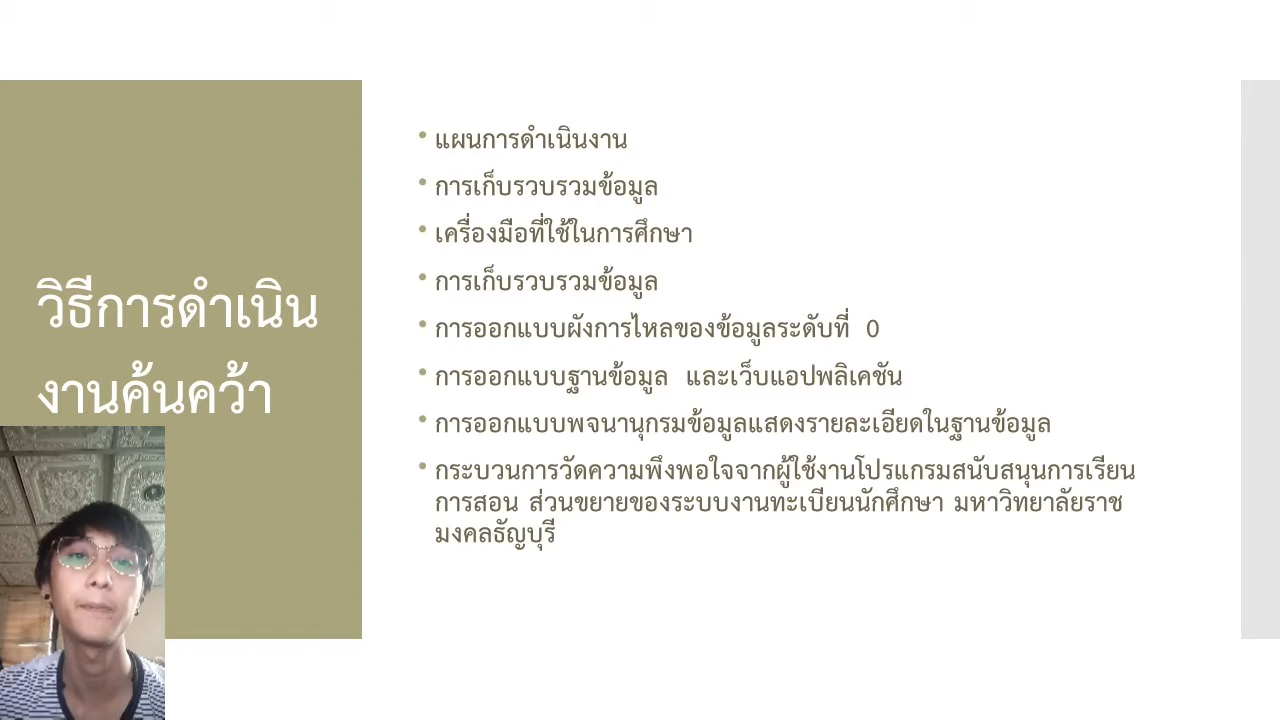 วิธีการดำเนิน
งานค้นคว้า
• แผนการดำเนินงาน
• การเก็บรวบรวมข้อมูล
• เครื่องมือที่ใช้ในการศึกษา
• การเก็บรวบรวมข้อมูล
• การออกแบบผังการไหลของข้อมูลระดับที่ 0
• การออกแบบฐานข้อมูล และเว็บแอปพลิเคชัน
• การออกแบบพจนานุกรมข้อมูลแสดงรายละเอียดในฐานข้อมูล
• กระบวนการวัดความพึงพอใจจากผู้ใช้งานโปรแกรมสนับสนุนการเรียน
การสอน ส่วนขยายของระบบงานทะเบียนนักศึกษา มหาวิทยาลัยราช
มงคลธัญบุรี